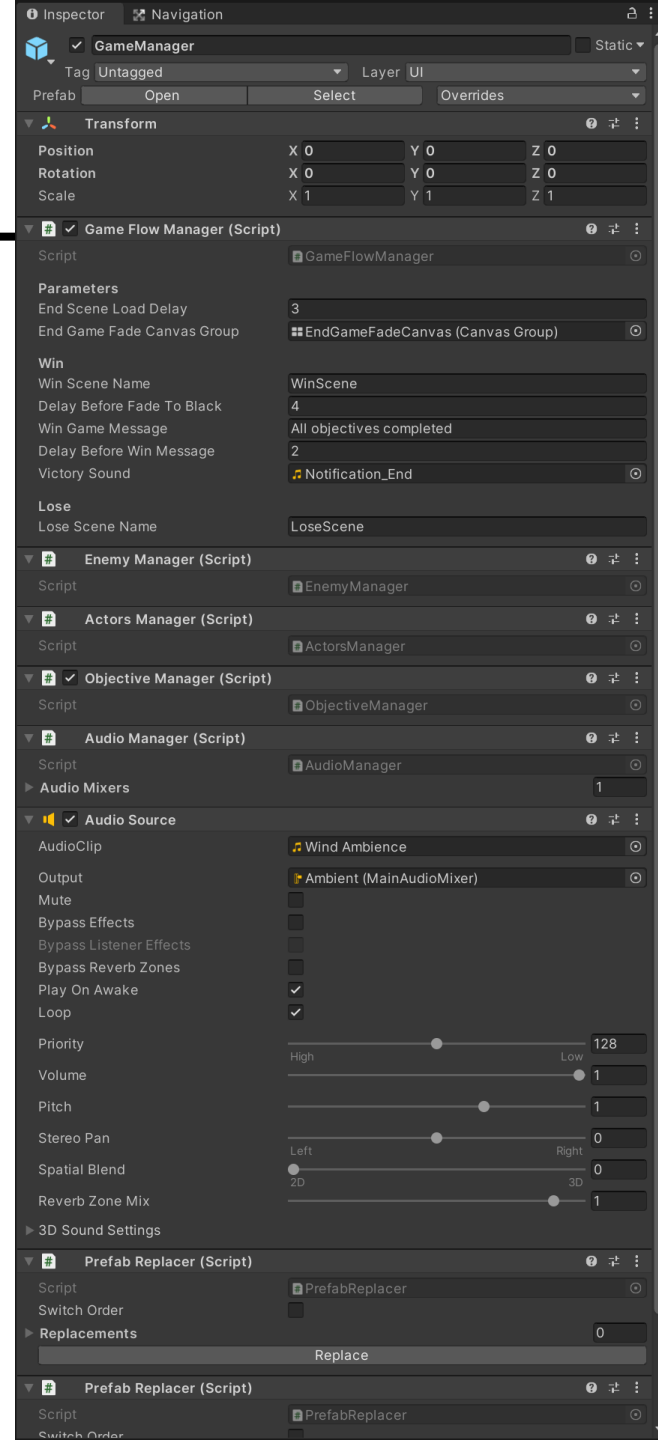 Inspector Navigation
GameManager Static
Tag Untagged Layer UI
Prefab Open Select Overrides
Transform
Position X 0 Y 0 Z 0
Rotation X 0 Y 0 Z 0
Scale X 1 Y 1 Z 1
# Game Flow Manager (Script)
Script # GameFlowManager
Parameters
End Scene Load Delay 3
End Game Fade Canvas Group EndGameFadeCanvas (Canvas Group)
Win
Win Scene Name WinScene
Delay Before Fade To Black 4
Win Game Message All objectives completed
Delay Before Win Message 2
Victory Sound Notification_End
Lose
Lose Scene Name LoseScene
# Enemy Manager (Script)
Script # EnemyManager
# Actors Manager (Script)
Script # ActorsManager
# Objective Manager (Script)
Script # ObjectiveManager
# Audio Manager (Script)
Script # AudioManager
Audio Mixers 1
Audio Source
AudioClip Wind Ambience
Output Ambient (MainAudioMixer)
Mute
Bypass Effects
Bypass Listener Effects
Bypass Reverb Zones
Play On Awake
Loop
Priority 128
High Low
Volume 1
Pitch 1
Stereo Pan 0
Left Right
Spatial Blend 0
2D 3D
Reverb Zone Mix 1
3D Sound Settings
# Prefab Replacer (Script)
Script # PrefabReplacer
Switch Order
Replacements 0
Replace
# Prefab Replacer (Script)
Script # PrefabReplacer
Switch Order